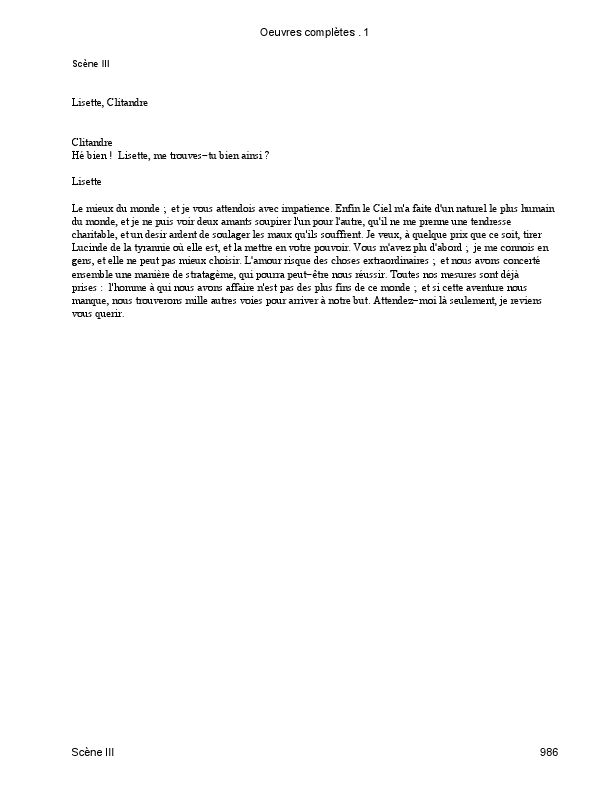 Oeuvres complètes . 1
Scène III
Lisette, Clitandre
Clitandre
Hé bien !  Lisette, me trouves−tu bien ainsi ?
Lisette
Le mieux du monde ;  et je vous attendois avec impatience. Enfin le Ciel m'a faite d'un naturel le plus humain
du monde, et je ne puis voir deux amants soupirer l'un pour l'autre, qu'il ne me prenne une tendresse
charitable, et un desir ardent de soulager les maux qu'ils souffrent. Je veux, à quelque prix que ce soit, tirer
Lucinde de la tyrannie où elle est, et la mettre en votre pouvoir. Vous m'avez plu d'abord ;  je me connois en
gens, et elle ne peut pas mieux choisir. L'amour risque des choses extraordinaires ;  et nous avons concerté
ensemble une manière de stratagème, qui pourra peut−être nous réussir. Toutes nos mesures sont déjà
prises :  l'homme à qui nous avons affaire n'est pas des plus fins de ce monde ;  et si cette aventure nous
manque, nous trouverons mille autres voies pour arriver à notre but. Attendez−moi là seulement, je reviens
vous querir.
Scène III
986